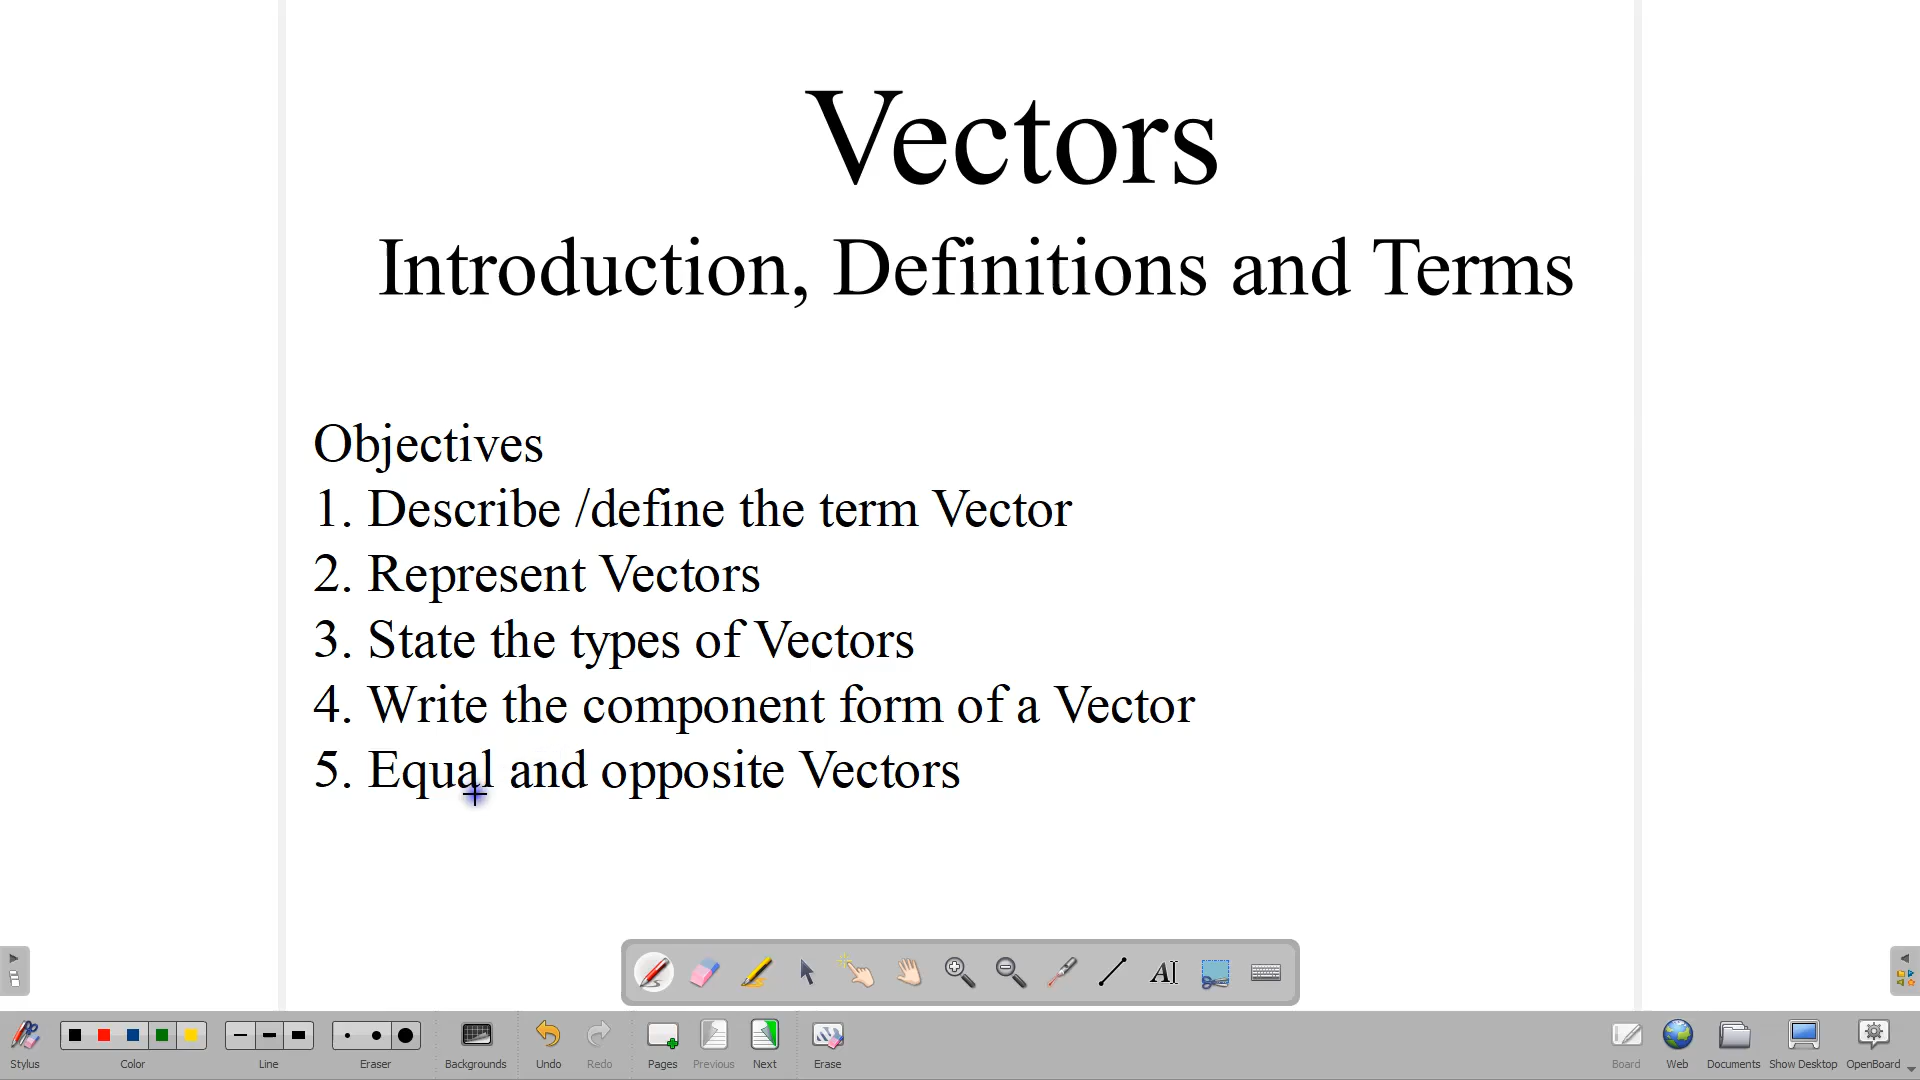 Vectors
Introduction, Definitions and Terms
Objectives
1. Describe /define the term Vector
2. Represent Vectors
3. State the types of Vectors
4. Write the component form of a Vector
5. Equal and opposite Vectors
AI
Stylus Color Line Eraser Backgrounds Undo Redo Pages Previous Next Erase Board Web Documents Show Desktop OpenBoard